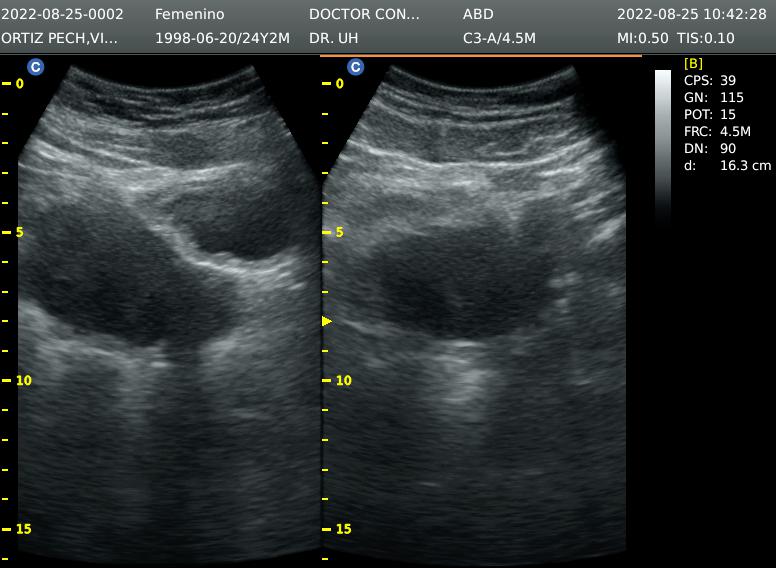 2022-08-25-0002 Femenino DOCTOR CON... ABD 2022-08-25 10:42:28
ORTIZ PECH,VI... 1998-06-20/24Y2M DR. UH C3-A/4.5M MI:0.50 TIS:0.10
C C
[B]
0 0
CPS: 39
GN: 115
POT: 15
FRC: 4.5M
DN: 90
d: 16.3 cm
5 5
10 10
15 15